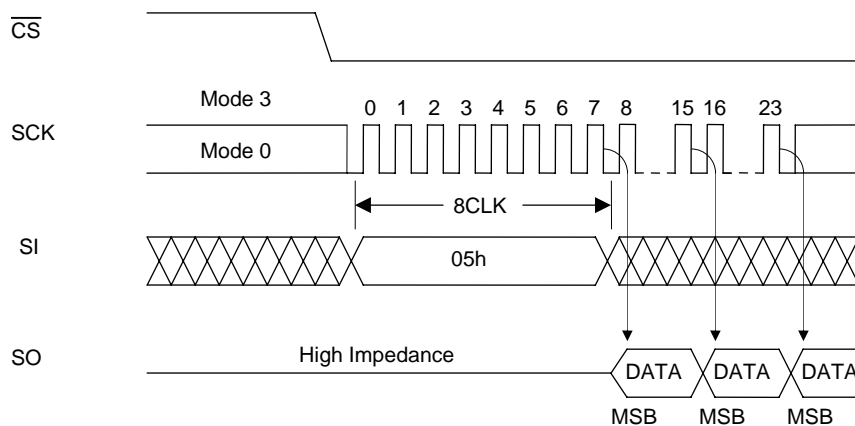 CS
Mode 3
0 1 2 3 4 5 6 7 8 15 16 23
SCK
Mode 0
8CLK
SI
05h
High Impedance
SO
DATA DATA DATA
MSB MSB MSB